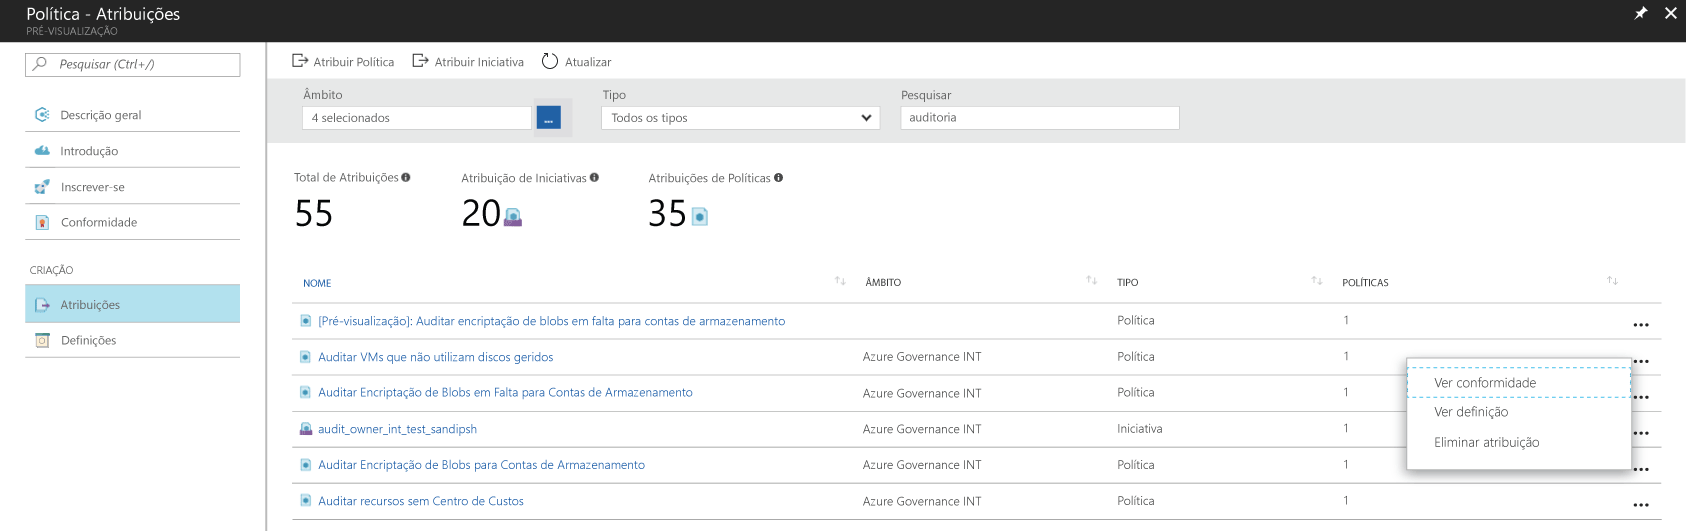 Política - Atribuições
PRÉ-VISUALIZAÇÃO
Pesquisar (Ctrl+/)
Descrição geral
Introdução
Inscrever-se
Conformidade
CRIAÇÃO
Atribuições
Definições
Atribuir Política Atribuir Iniciativa Atualizar
Âmbito Tipo Pesquisar
4 selecionados ... Todos os tipos auditoria
Total de Atribuições Atribuição de Iniciativas Atribuições de Políticas
55 20 35
NOME ÂMBITO TIPO POLÍTICAS
[Pré-visualização]: Auditar encriptação de blobs em falta para contas de armazenamento Política 1
Auditar VMs que não utilizam discos geridos Azure Governance INT Política 1
Auditar Encriptação de Blobs em Falta para Contas de Armazenamento Azure Governance INT Política 1
audit_owner_int_test_sandipsh Azure Governance INT Iniciativa 1
Auditar Encriptação de Blobs para Contas de Armazenamento Azure Governance INT Política 1
Auditar recursos sem Centro de Custos Azure Governance INT Política 1
Ver conformidade
Ver definição
Eliminar atribuição